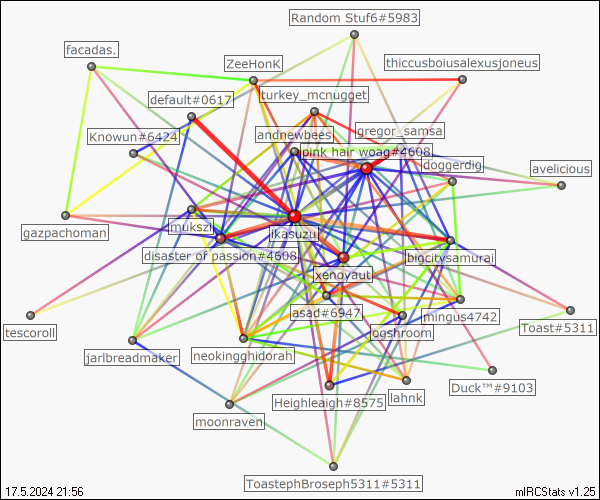 Random Stuf6#5983
facadas.
ZeeHonK
thiccusboiusalexusjoneus
default#0617
turkey_mcnugget
Knowun#6424
andnewbees
gregor_samsa
pink hair woag#4608
doggerdig
avelicious
gazpachoman
mukszi
ikasuzu
disaster of passion#4608
bigcitysamurai
xenovaut
tescoroll
asad#6947
mingus4742
Toast#5311
jarlbreadmaker
neokingghidorah
ogshroom
Duck™#9103
Heighleaigh#8575
lahnk
moonraven
ToastephBroseph5311#5311
17.5.2024 21:56
mIRCStats v1.25